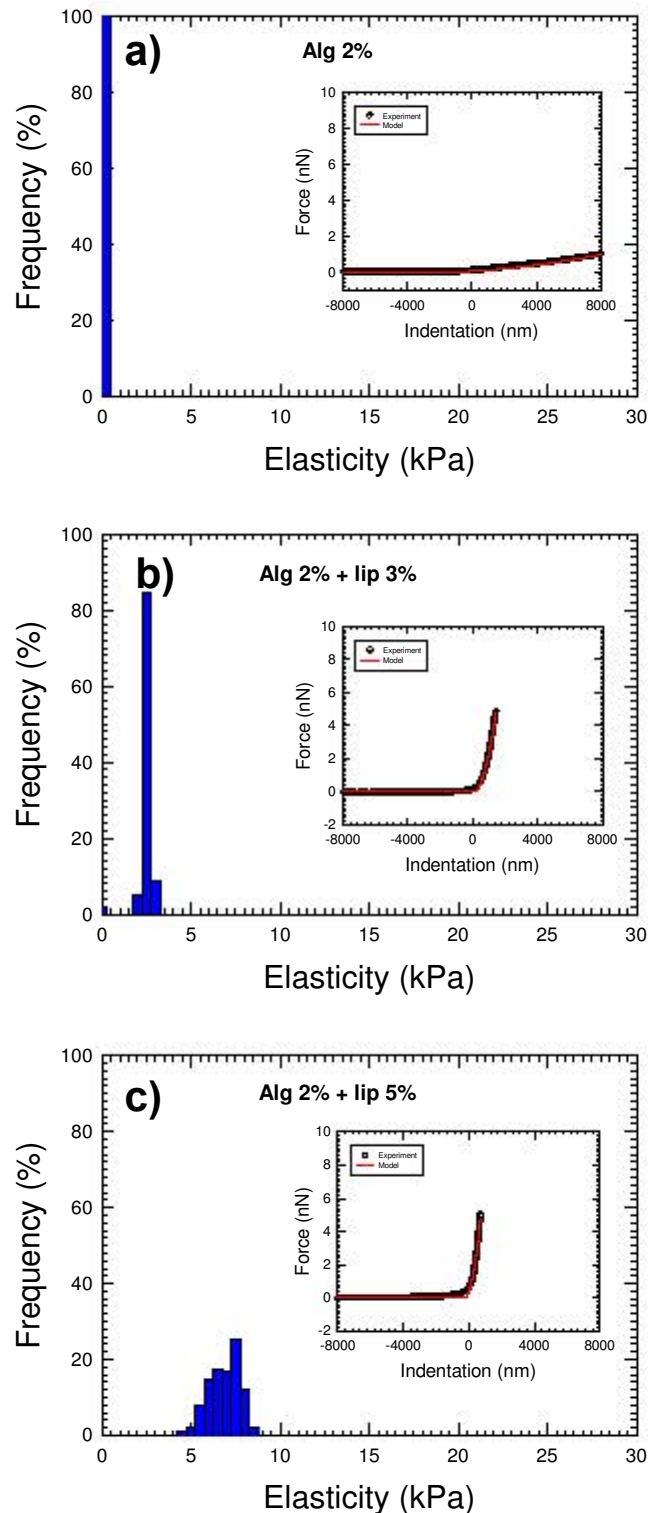 a)
Alg 2%
100
80
60
40
20
0
Frequency (%)
0 5 10 15 20 25 30
Elasticity (kPa)
10
8
6
4
2
0
Force (nN)
Experiment
Model
-8000 -4000 0 4000 8000
Indentation (nm)
b)
Alg 2% + lip 3%
100
80
60
40
20
0
Frequency (%)
0 5 10 15 20 25 30
Elasticity (kPa)
10
8
6
4
2
0
-2
Force (nN)
Experiment
Model
-8000 -4000 0 4000 8000
Indentation (nm)
c)
Alg 2% + lip 5%
100
80
60
40
20
0
Frequency (%)
0 5 10 15 20 25 30
Elasticity (kPa)
10
8
6
4
2
0
-2
Force (nN)
Experiment
Model
-8000 -4000 0 4000 8000
Indentation (nm)